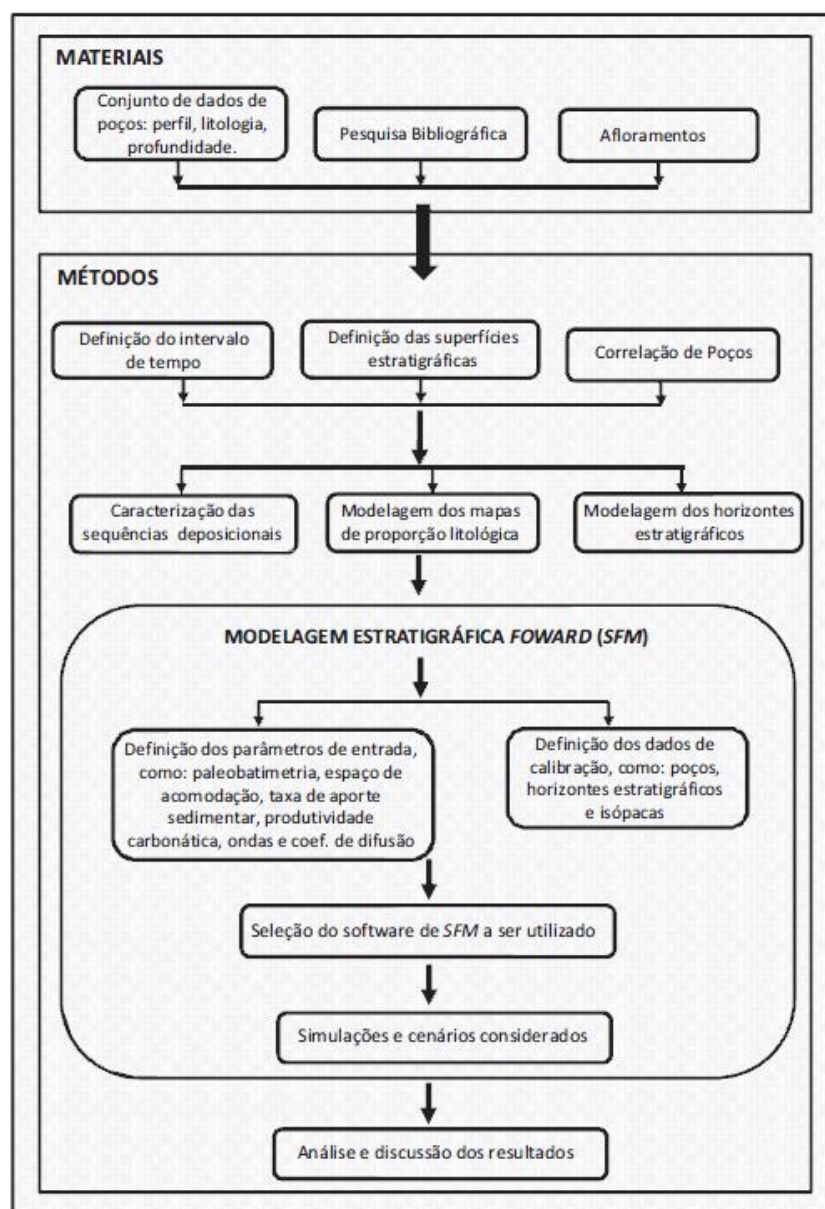 MATERIAIS
Conjunto de dados de
poços: perfil, litologia,
profundidade.
Pesquisa Bibliográfica
Afloramentos
MÉTODOS
Definição do intervalo
de tempo
Definição das superfícies
estratigráficas
Correlação de Poços
Caracterização das
sequências deposicionais
Modelagem dos mapas
de proporção litológica
Modelagem dos horizontes
estratigráficos
MODELAGEM ESTRATIGRÁFICA FOWARD (SFM)
Definição dos parâmetros de entrada,
como: paleobatimetria, espaço de
acomodação, taxa de aporte
sedimentar, produtividade
carbonática, ondas e coef. de difusão
Definição dos dados de
calibração, como: poços,
horizontes estratigráficos
e isópacas
Seleção do software de SFM a ser utilizado
Simulações e cenários considerados
Análise e discussão dos resultados